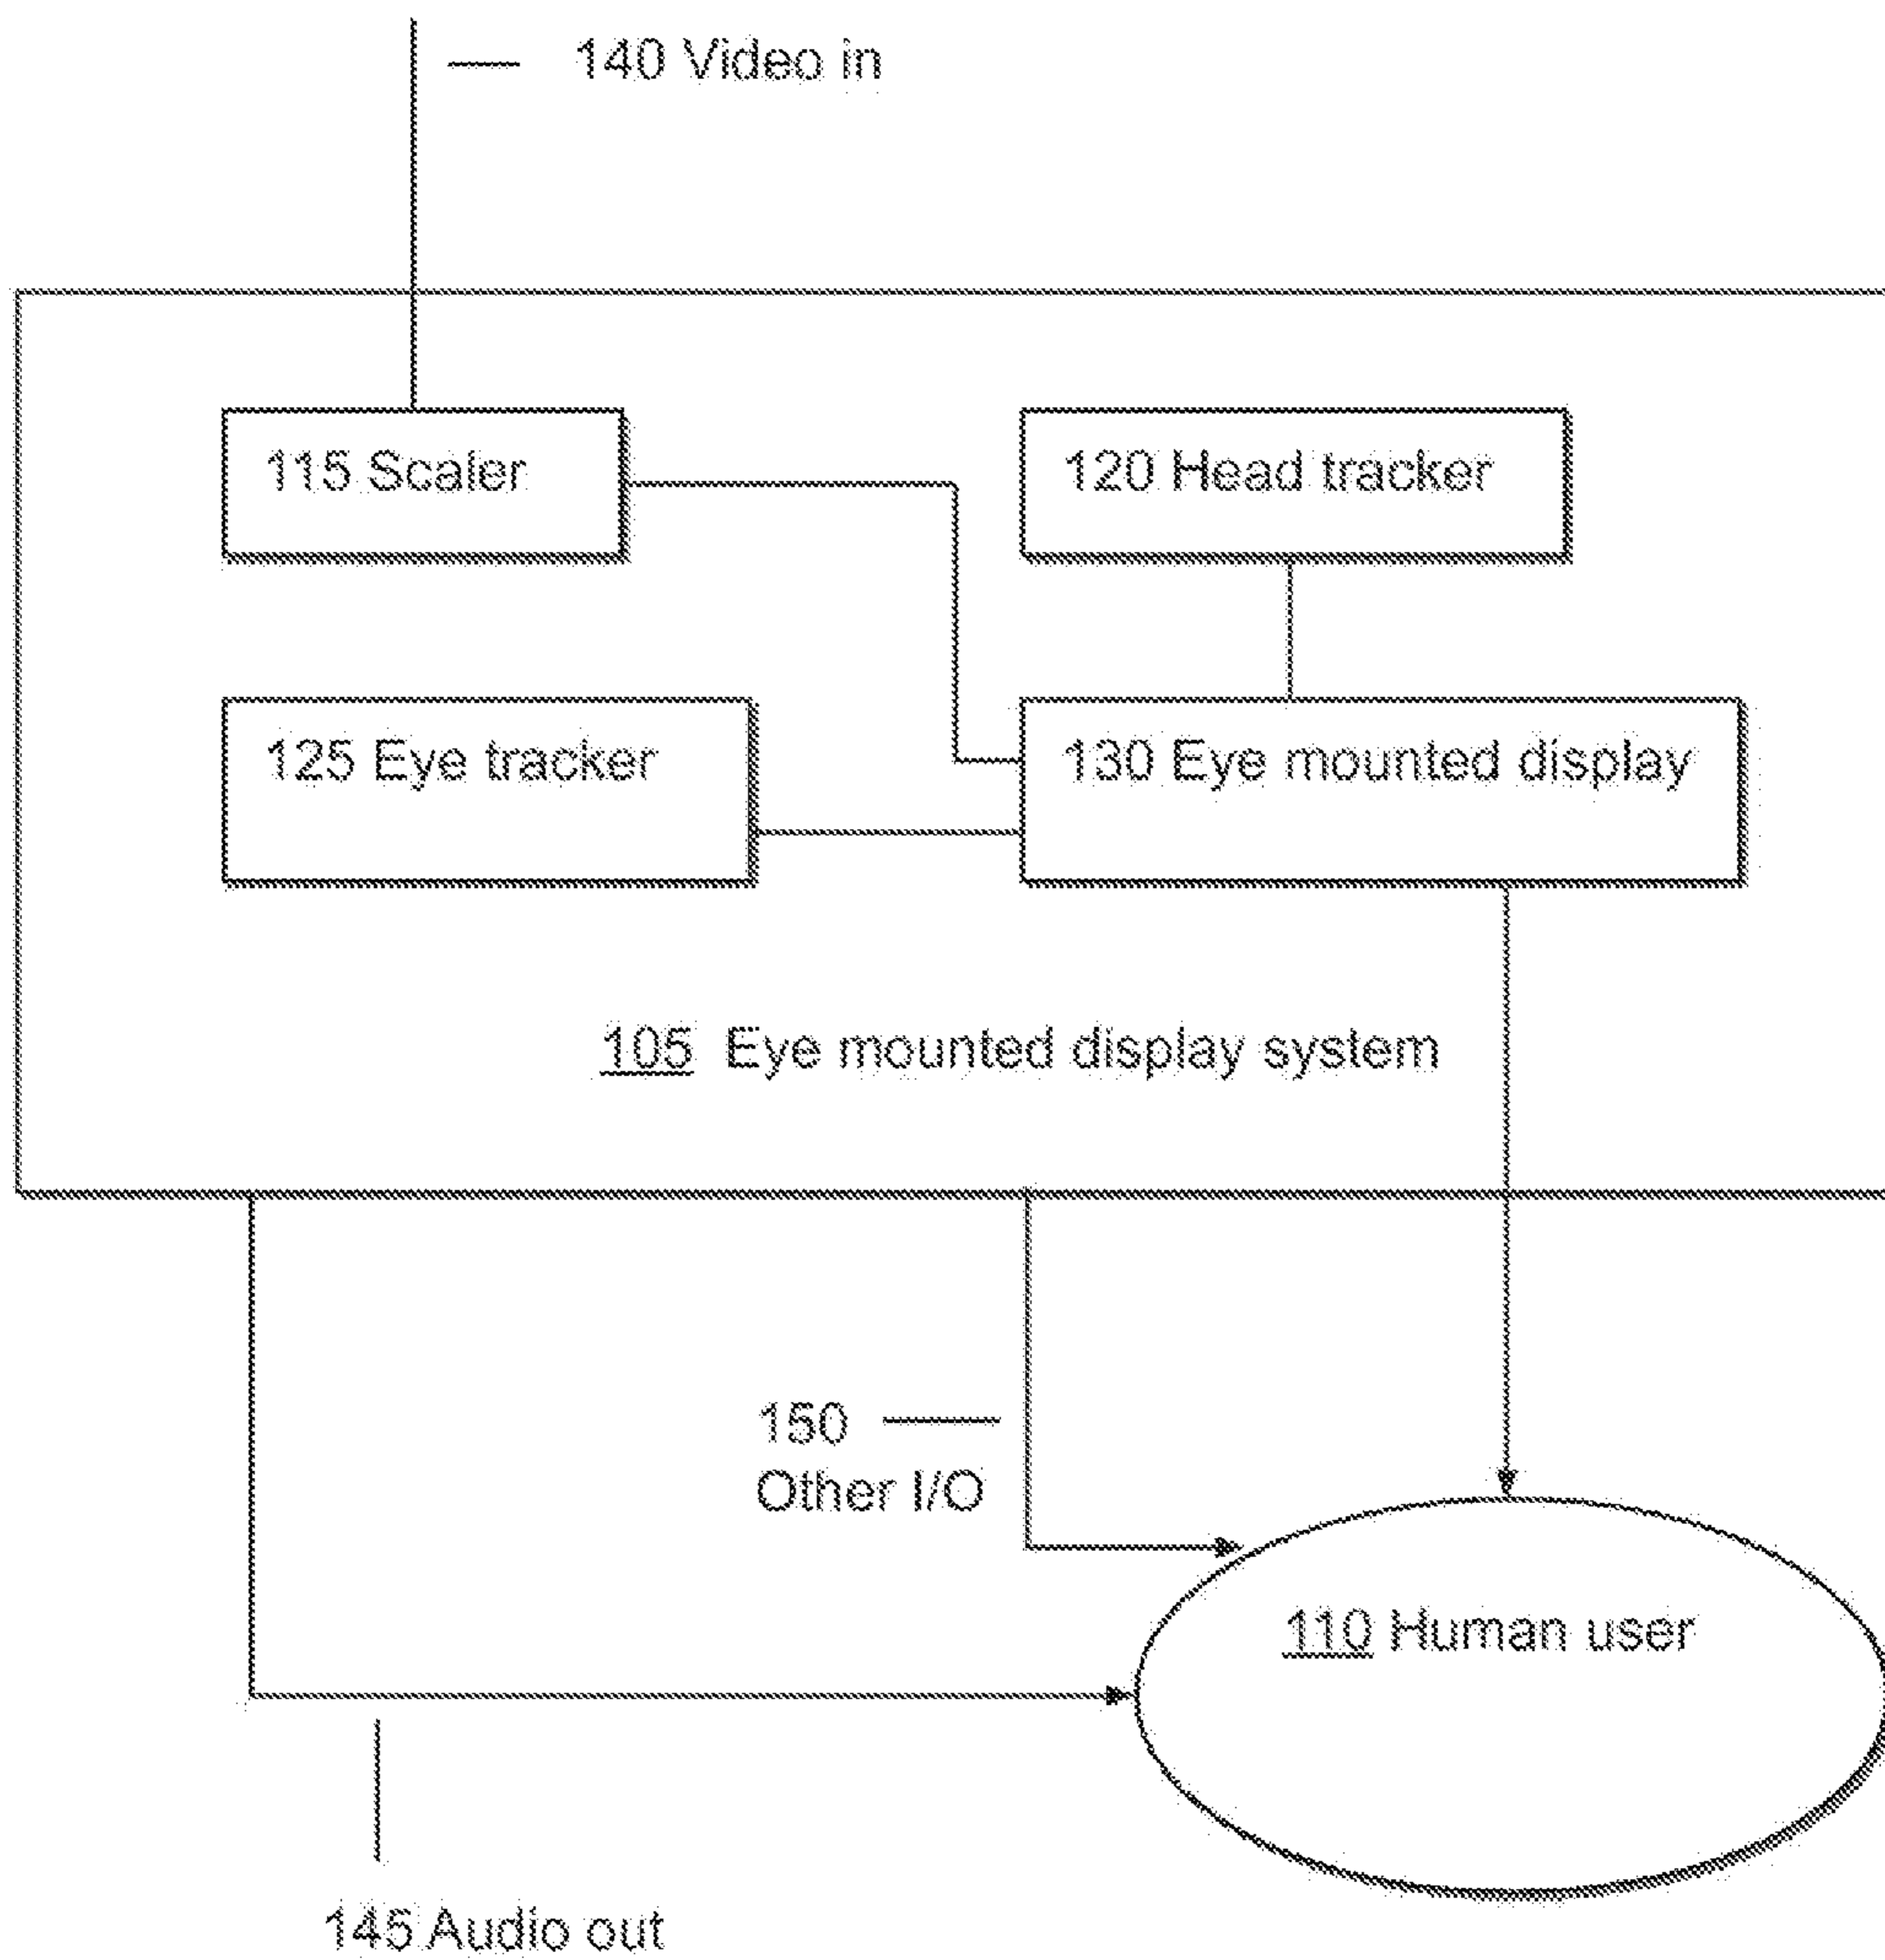 140 Video in
115 Scaler
120 Head tracker
125 Eye tracker
130 Eye mounted display
105 Eye mounted display system
150
Other I/O
110 Human user
145 Audio out